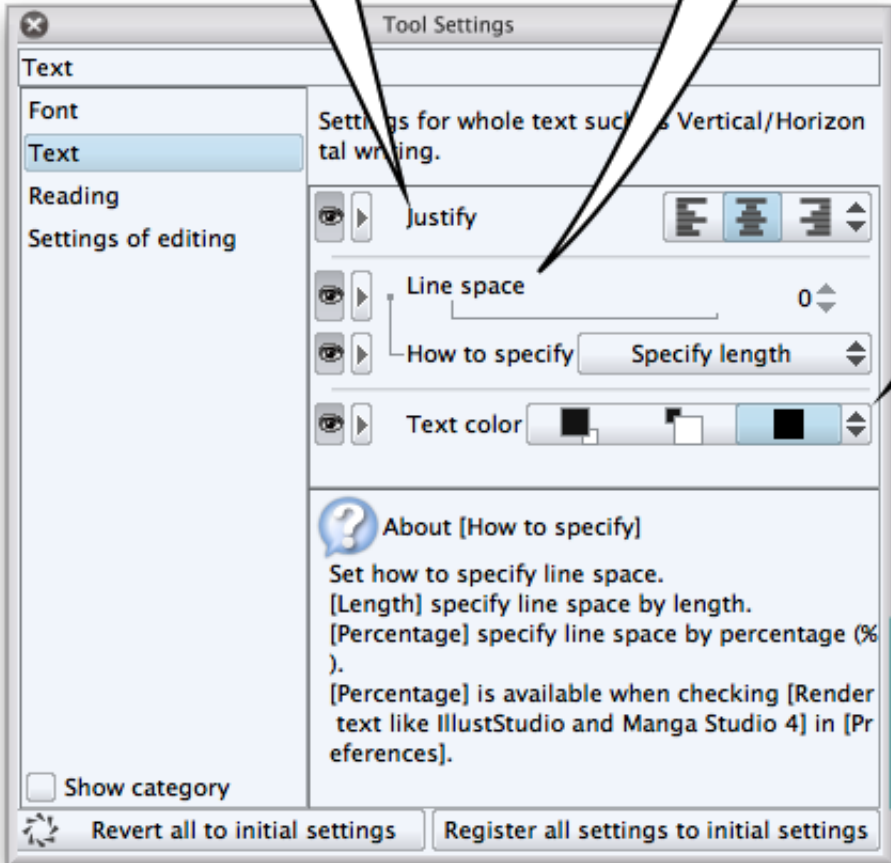 Tool Settings
Text
Font
Text
Reading
Settings of editing
Show category
Settings for whole text such Vertical/Horizon
tal writing.
Justify
Line space
0
How to specify
Specify length
Text color
About [How to specify]
Set how to specify line space.
[Length] specify line space by length.
[Percentage] specify line space by percentage (%
).
[Percentage] is available when checking [Render
text like IllustStudio and Manga Studio 4] in [Pr
eferences].
Revert all to initial settings
Register all settings to initial settings